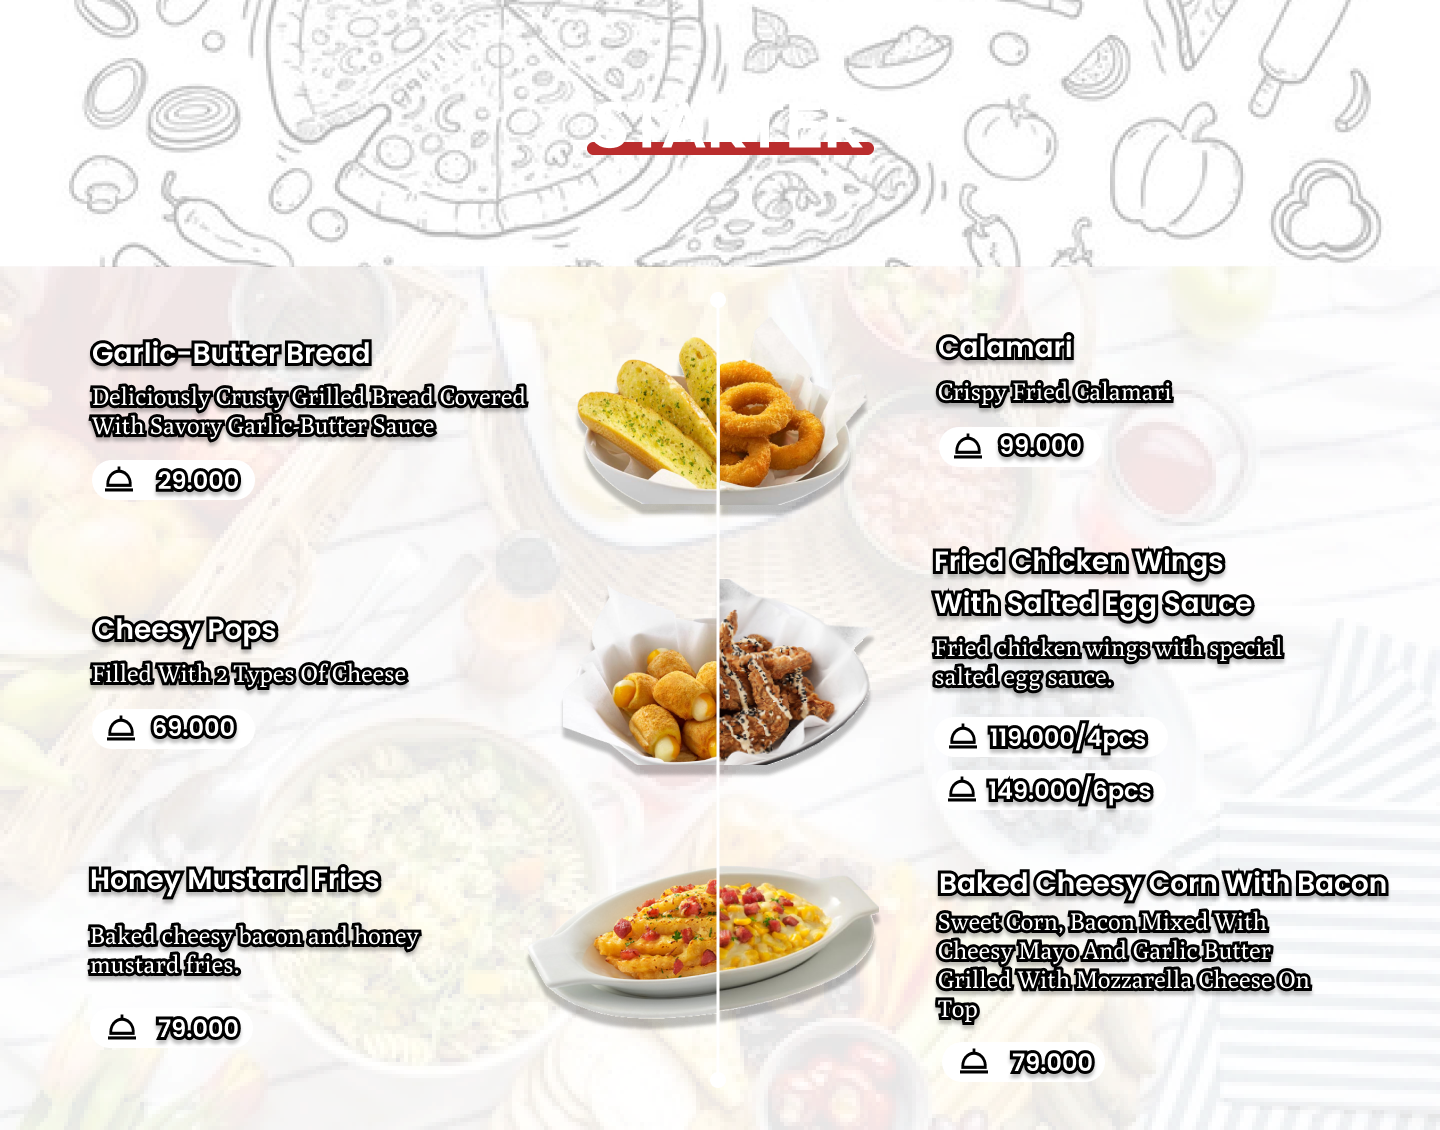 STARTER
Garlic-Butter Bread
Deliciously Crusty Grilled Bread Covered
With Savory Garlic-Butter Sauce
29.000
Cheesy Pops
Filled With 2 Types Of Cheese
69.000
Honey Mustard Fries
Baked cheesy bacon and honey
mustard fries.
79.000
Calamari
Crispy Fried Calamari
99.000
Fried Chicken Wings
With Salted Egg Sauce
Fried chicken wings with special
salted egg sauce.
119.000/4pcs
149.000/6pcs
Baked Cheesy Corn With Bacon
Sweet Corn, Bacon Mixed With
Cheesy Mayo And Garlic Butter
Grilled With Mozzarella Cheese On
Top
79.000